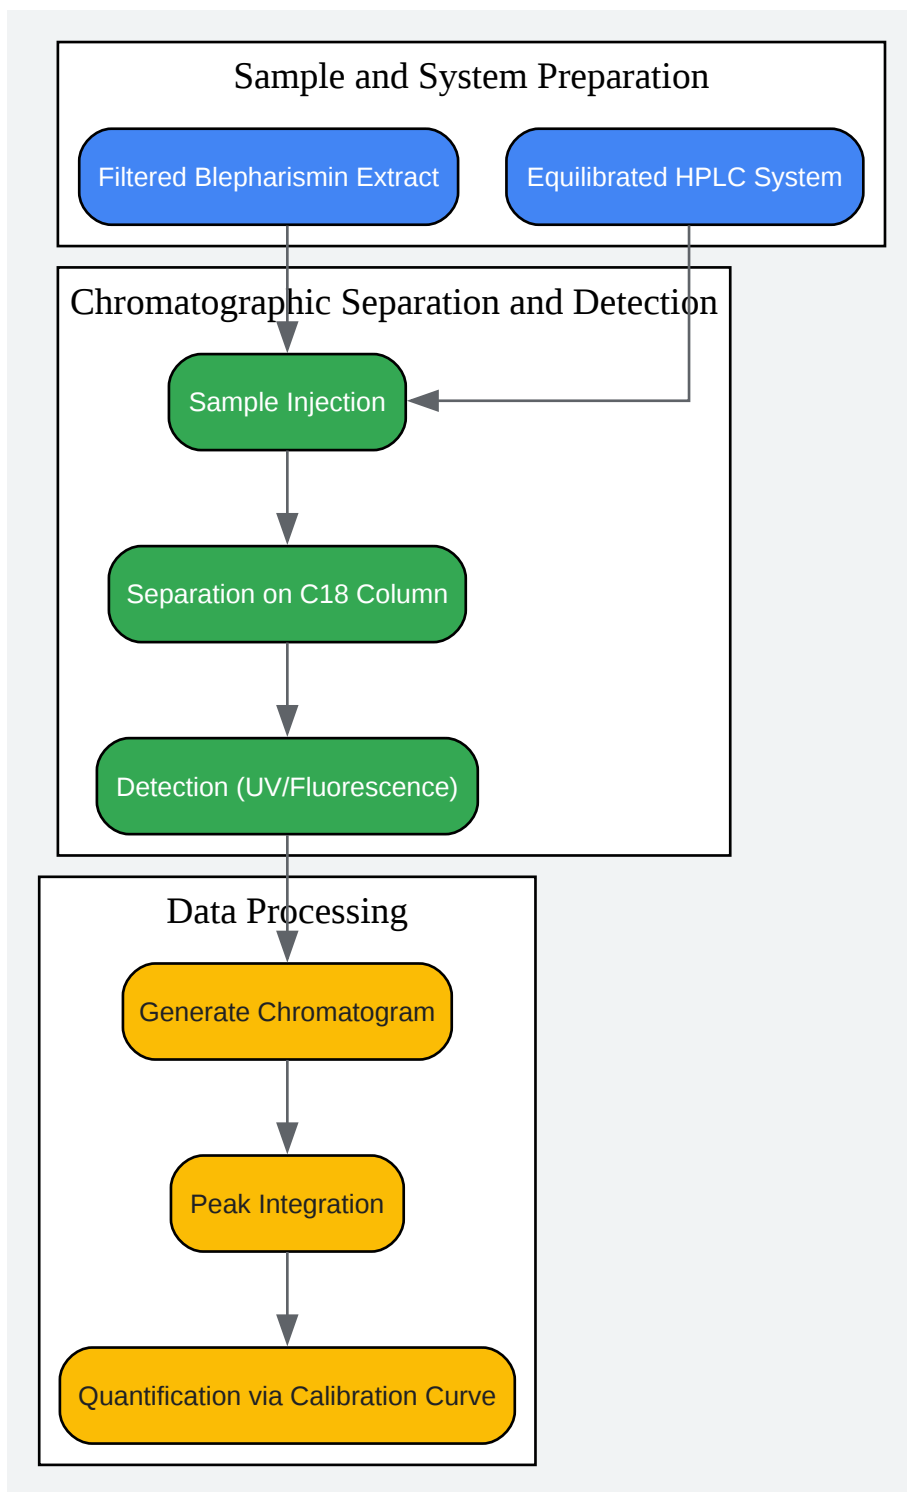 Sample and System Preparation
Filtered Blepharismin Extract
Equilibrated HPLC System
Chromatographic Separation and Detection
Sample Injection
Separation on C18 Column
Detection (UV/Fluorescence)
Data Processing
Generate Chromatogram
Peak Integration
Quantification via Calibration Curve